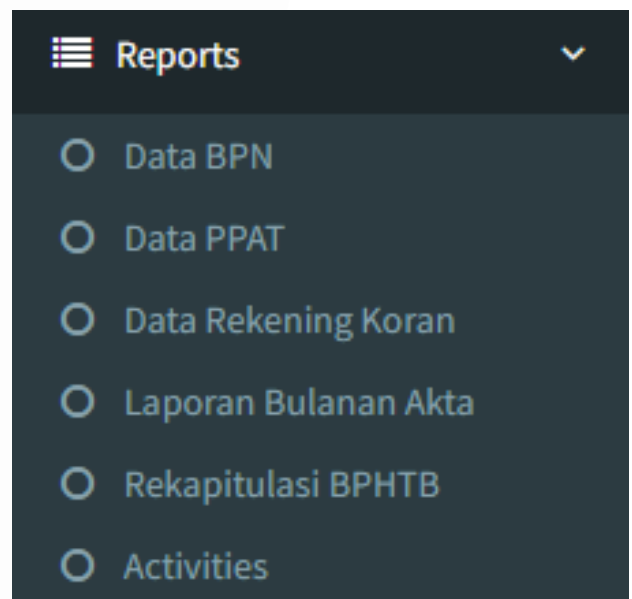 Reports
Data BPN
Data PPAT
Data Rekening Koran
Laporan Bulanan Akta
Rekapitulasi BPHTB
Activities